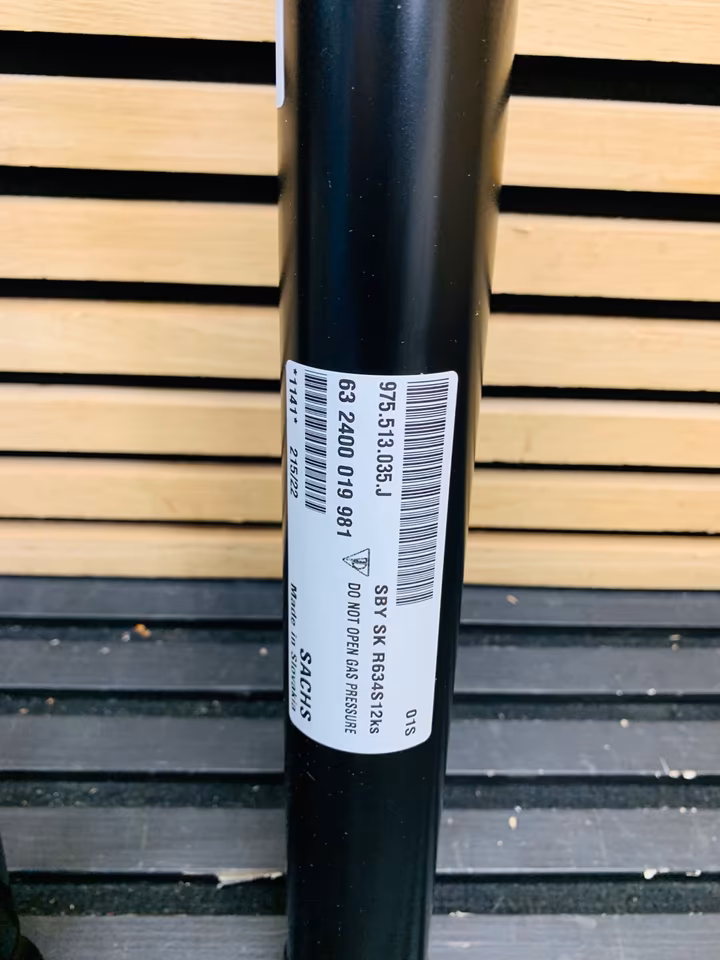 01S
975.513.035.J SBY SK R634S12ks
63 2400 019 981 DO NOT OPEN GAS PRESSURE
SACHS
*1141* 215/22 Made in Slovakia